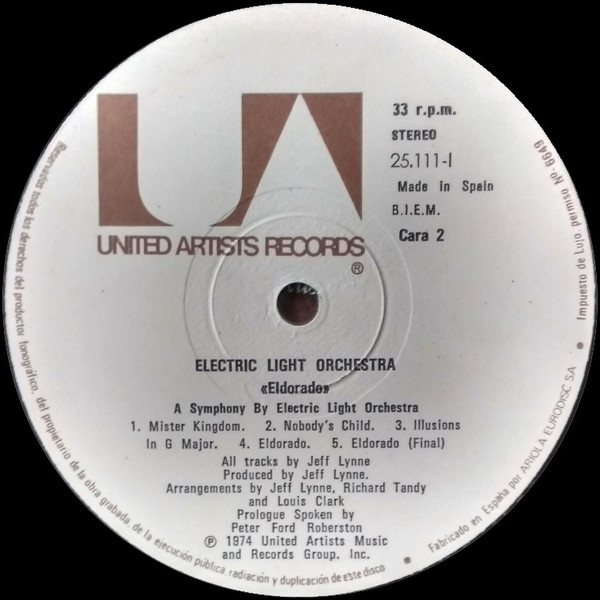 UA
UNITED ARTISTS RECORDS
®
33 r.p.m.
STEREO
25.111-I
Made in Spain
B.I.E.M.
Cara 2
ELECTRIC LIGHT ORCHESTRA
«Eldorado»
A Symphony By Electric Light Orchestra
1. Mister Kingdom. 2. Nobody's Child. 3. Illusions
In G Major. 4. Eldorado. 5. Eldorado (Final)
All tracks by Jeff Lynne
Produced by Jeff Lynne.
Arrangements by Jeff Lynne, Richard Tandy
and Louis Clark
Prologue Spoken by
Peter Ford Roberston
℗ 1974 United Artists Music
and Records Group, Inc.
Reservados todos los derechos del productor fonográfico, del propietario de la obra grabada, de la ejecución pública, radiación y duplicación de este disco • Fabricado en España por ARIOLA EURODISC SA • Impuesto de Lujo, permiso Nº 6649